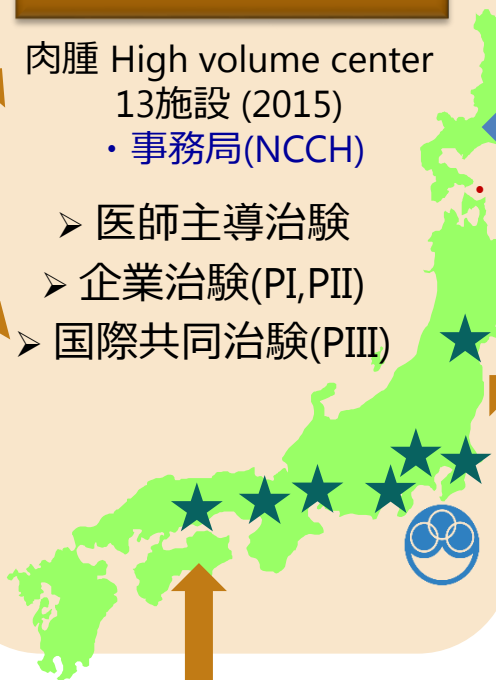 肉腫 High volume center
13施設 (2015)
・事務局(NCCH)
➢ 医師主導治験
➢ 企業治験(PI,PII)
➢ 国際共同治験(PIII)